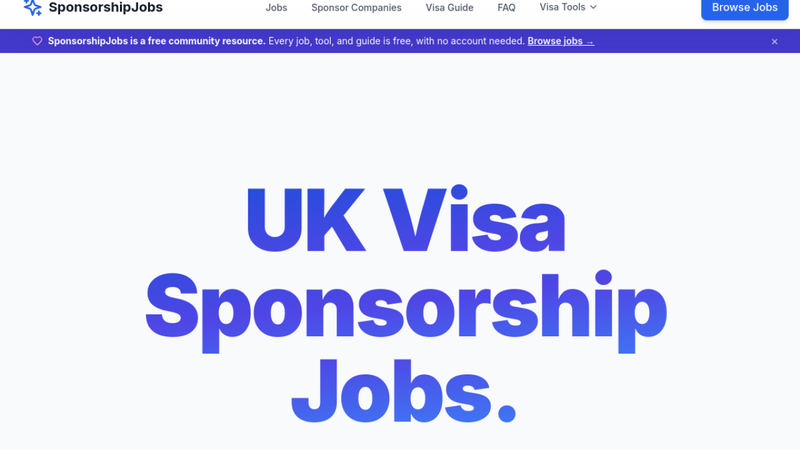 SponsorshipJobs
Jobs
Sponsor Companies
Visa Guide
FAQ
Visa Tools
Browse Jobs
SponsorshipJobs is a free community resource. Every job, tool, and guide is free, with no account needed. Browse jobs →
×
UK Visa
Sponsorship
Jobs.